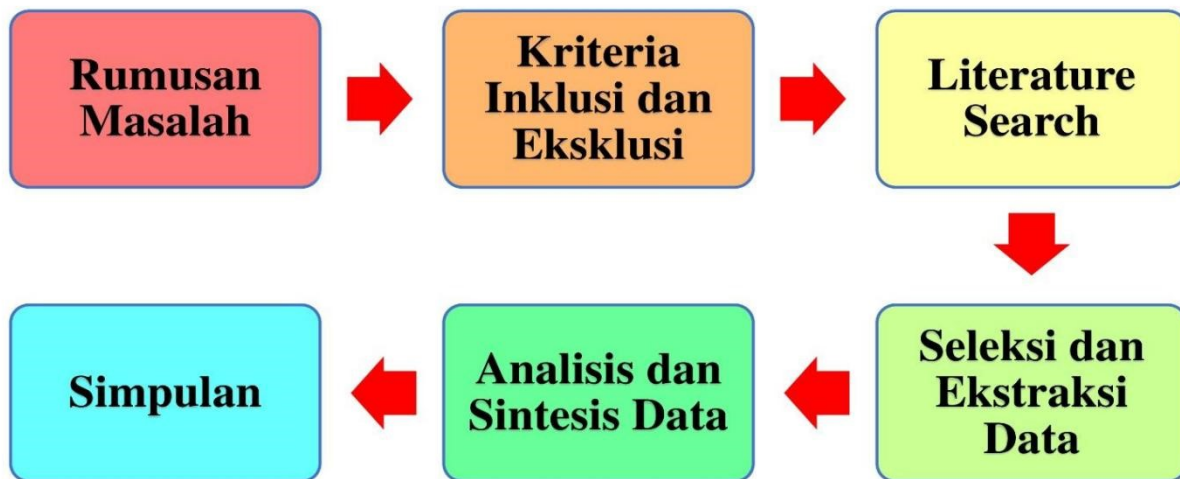 Rumusan
Masalah
Kriteria
Inklusi dan
Eksklusi
Literature
Search
Seleksi dan
Ekstraksi
Data
Analisis dan
Sintesis Data
Simpulan